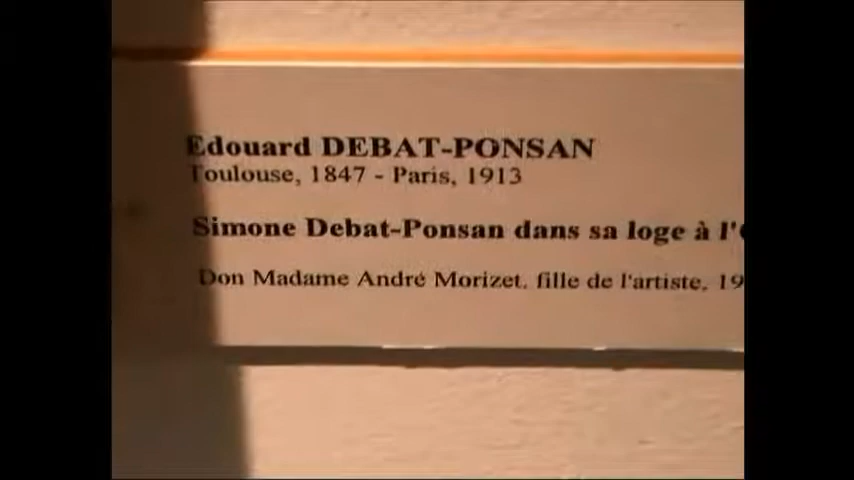 Edouard DEBAT-PONSAN
Toulouse, 1847 - Paris, 1913
Simone Debat-Ponsan dans sa loge à l'
Don Madame André Morizet, fille de l'artiste, 19